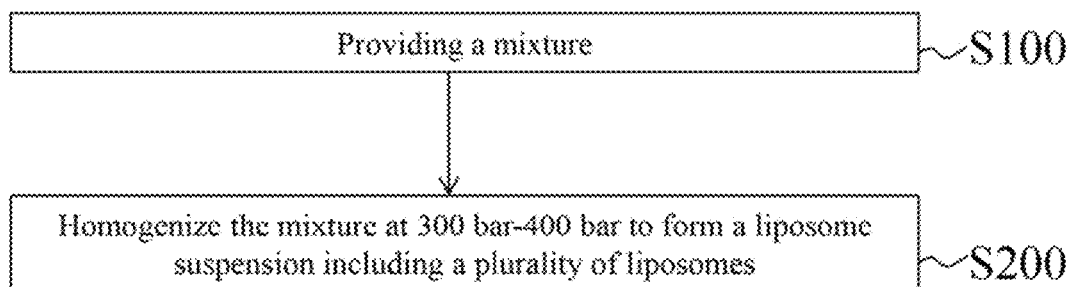 Providing a mixture
S100
Homogenize the mixture at 300 bar-400 bar to form a liposome
suspension including a plurality of liposomes
S200